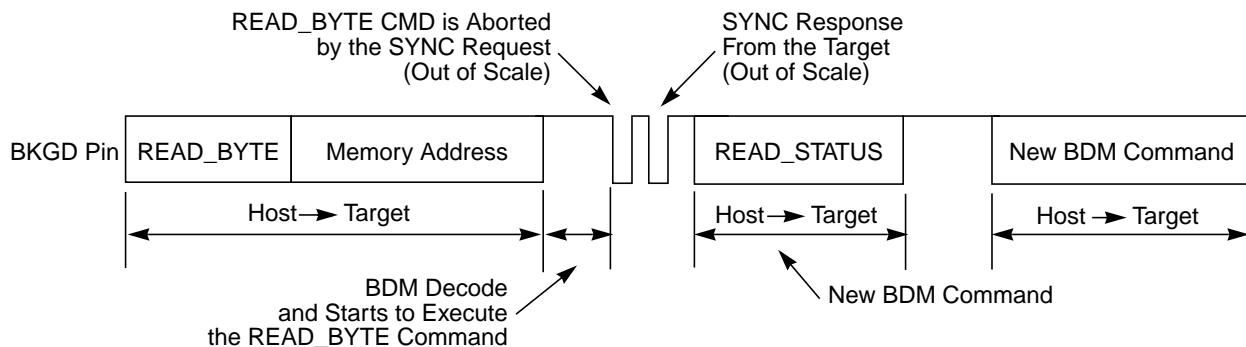 READ_BYTE CMD is Aborted
by the SYNC Request
(Out of Scale)
SYNC Response
From the Target
(Out of Scale)
BKGD Pin
READ_BYTE
Memory Address
READ_STATUS
New BDM Command
Host → Target
Host → Target
Host → Target
BDM Decode
and Starts to Execute
the READ_BYTE Command
New BDM Command